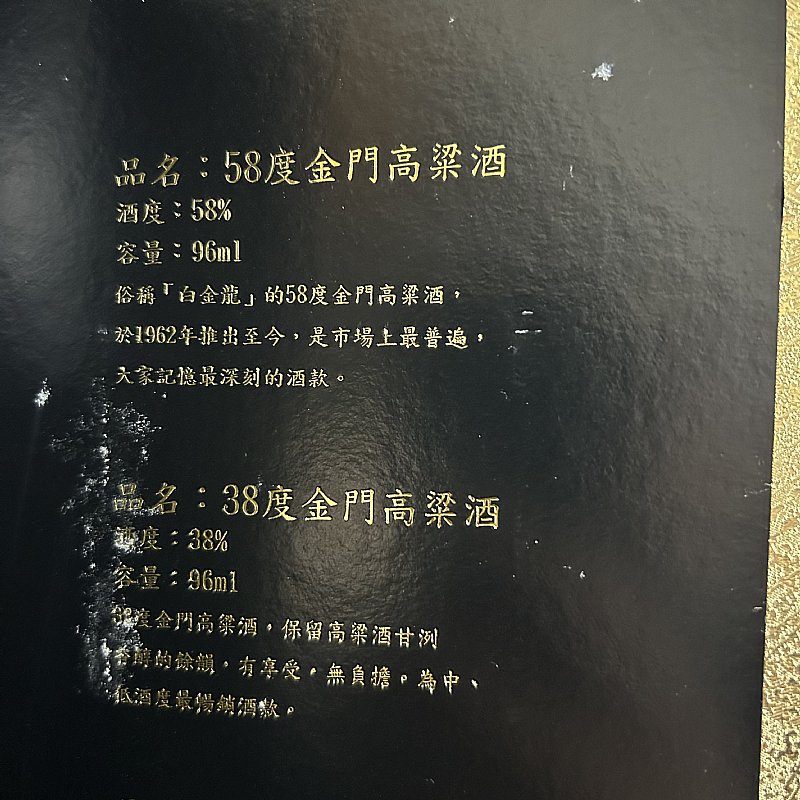 品名：58度金門高粱酒
酒度：58%
容量：96ml
俗稱「白金龍」的58度金門高粱酒，
於1962年推出至今，是市場上最普遍，
大家記憶最深刻的酒款。
品名：38度金門高粱酒
酒度：38%
容量：96ml
38度金門高粱酒，保留高粱酒甘洌
香醇的餘韻，有享受，無負擔。為中、
低酒度最暢銷酒款。